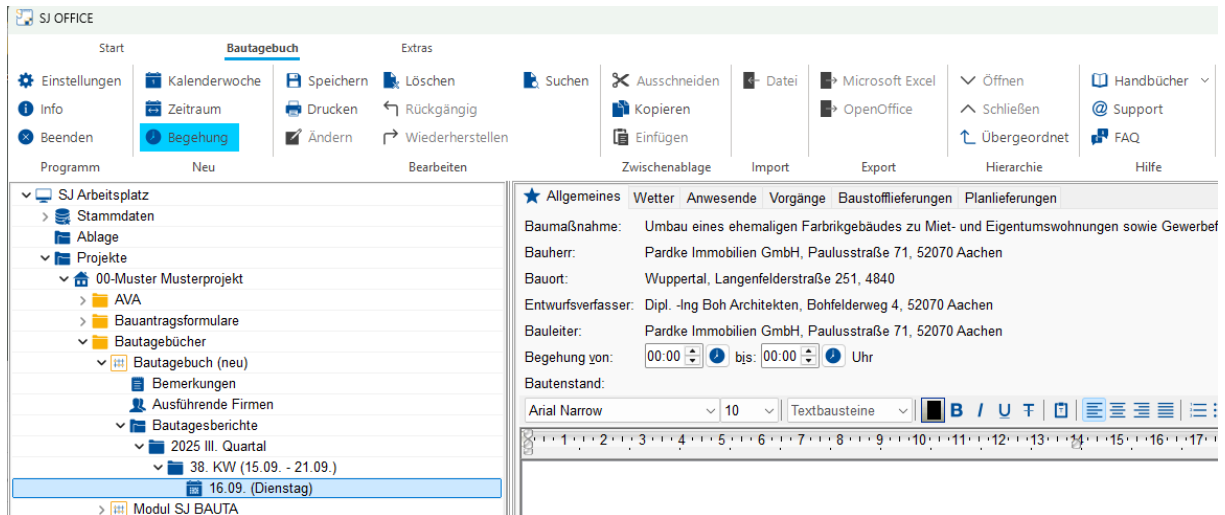 SJ OFFICE
Start Bautagebuch Extras
Einstellungen Kalenderwoche Speichern Löschen Suchen Ausschneiden Datei Microsoft Excel Öffnen Handbücher
Info Zeitraum Drucken Rückgängig Kopieren OpenOffice Schließen Support
Beenden Begehung Ändern Wiederherstellen Einfügen Übergeordnet FAQ
Programm Neu Bearbeiten Zwischenablage Import Export Hierarchie Hilfe
SJ Arbeitsplatz
Stammdaten
Ablage
Projekte
00-Muster Musterprojekt
AVA
Bauantragsformulare
Bautagebücher
Bautagebuch (neu)
Bemerkungen
Ausführende Firmen
Bautagesberichte
2025 III. Quartal
38. KW (15.09. - 21.09.)
16.09. (Dienstag)
Modul SJ BAUTA
Allgemeines Wetter Anwesende Vorgänge Baustofflieferungen Planlieferungen
Baumaßnahme: Umbau eines ehemaligen Farbrikgebäudes zu Miet- und Eigentumswohnungen sowie Gewerbef
Bauherr: Pardke Immobilien GmbH, Paulusstraße 71, 52070 Aachen
Bauort: Wuppertal, Langenfelderstraße 251, 4840
Entwurfsverfasser: Dipl. -Ing Boh Architekten, Bohfelderweg 4, 52070 Aachen
Bauleiter: Pardke Immobilien GmbH, Paulusstraße 71, 52070 Aachen
Begehung von: 00:00 bis: 00:00 Uhr
Bautenstand:
Arial Narrow 10 Textbausteine B I U T
1 2 3 4 5 6 7 8 9 10 11 12 13 14 15 16 17